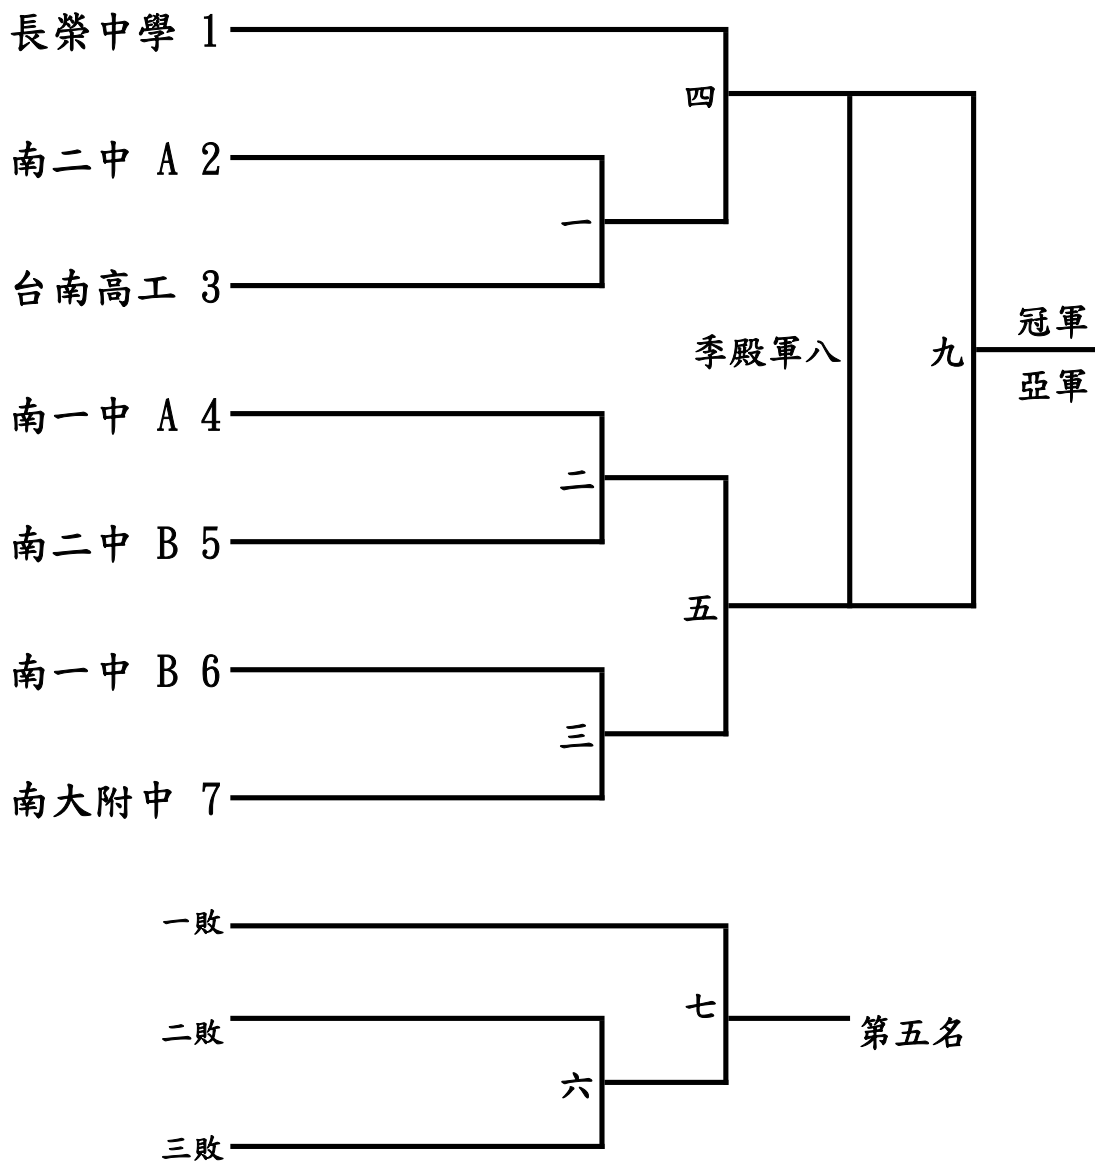 長榮中學 1
四
南二中 A 2
一
台南高工 3
冠軍
季殿軍八
九
亞軍
南一中 A 4
二
南二中 B 5
五
南一中 B 6
三
南大附中 7
一敗
七
二敗
第五名
六
三敗